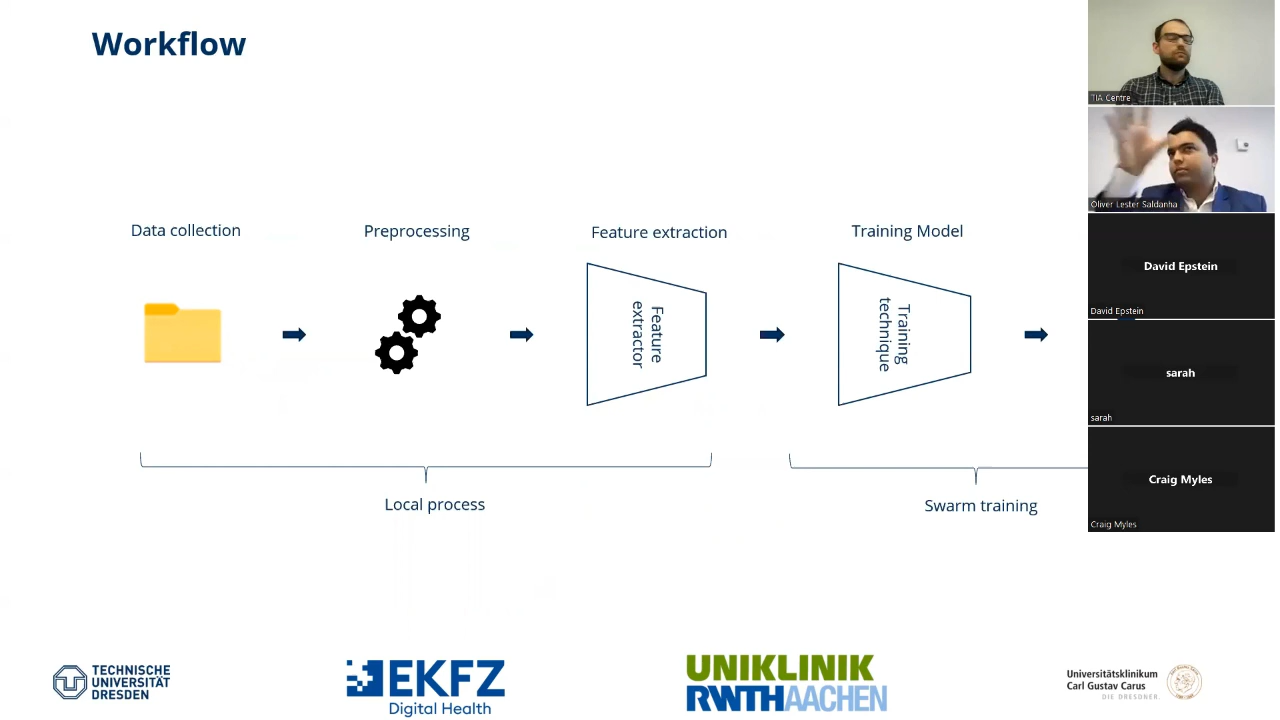 Workflow
Data collection
Preprocessing
Feature extraction
Training Model
Feature
extractor
Training
technique
Local process
Swarm training
TIA Centre
Oliver Lester Saldanha
David Epstein
David Epstein
sarah
sarah
Craig Myles
Craig Myles
TECHNISCHE
UNIVERSITÄT
DRESDEN
EKFZ
Digital Health
UNIKLINIK
RWTHAACHEN
Universitätsklinikum
Carl Gustav Carus
DIE DRESDNER.